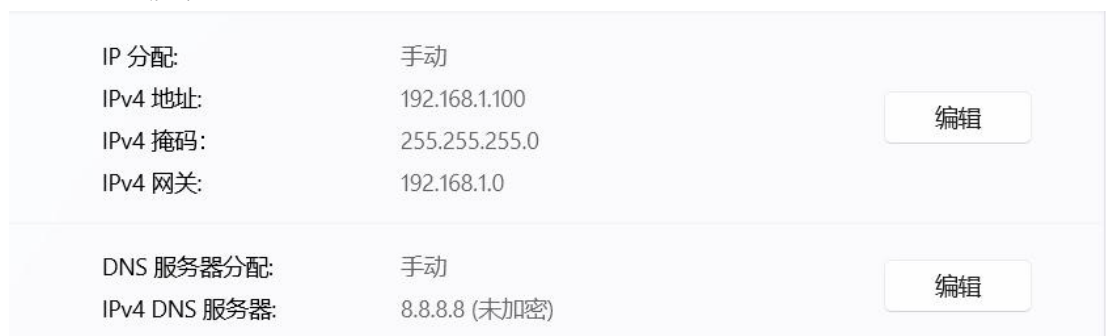 IP 分配: 手动
IPv4 地址: 192.168.1.100
IPv4 掩码： 255.255.255.0
编辑
IPv4 网关: 192.168.1.0
DNS 服务器分配: 手动
编辑
IPv4 DNS 服务器: 8.8.8.8 (未加密)